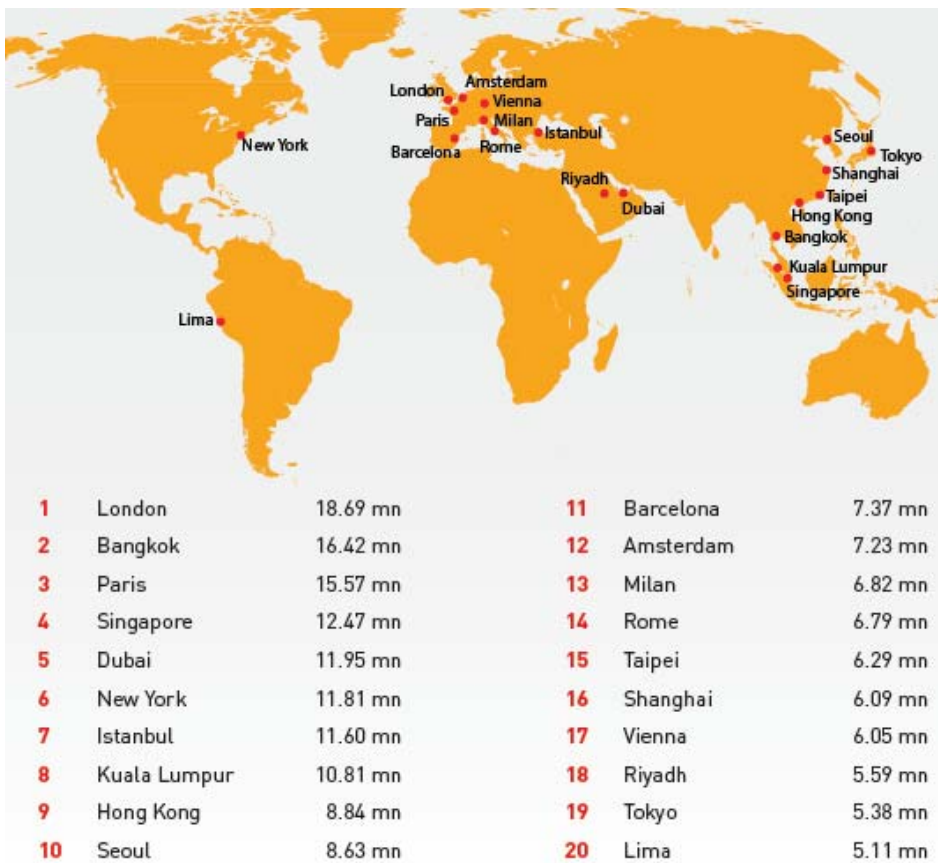 Amsterdam
London
Vienna
Paris
Milan
Istanbul
Barcelona
Rome
New York
Seoul
Tokyo
Shanghai
Riyadh
Dubai
Taipei
Hong Kong
Bangkok
Kuala Lumpur
Singapore
Lima
1 London 18.69 mn
2 Bangkok 16.42 mn
3 Paris 15.57 mn
4 Singapore 12.47 mn
5 Dubai 11.95 mn
6 New York 11.81 mn
7 Istanbul 11.60 mn
8 Kuala Lumpur 10.81 mn
9 Hong Kong 8.84 mn
10 Seoul 8.63 mn
11 Barcelona 7.37 mn
12 Amsterdam 7.23 mn
13 Milan 6.82 mn
14 Rome 6.79 mn
15 Taipei 6.29 mn
16 Shanghai 6.09 mn
17 Vienna 6.05 mn
18 Riyadh 5.59 mn
19 Tokyo 5.38 mn
20 Lima 5.11 mn